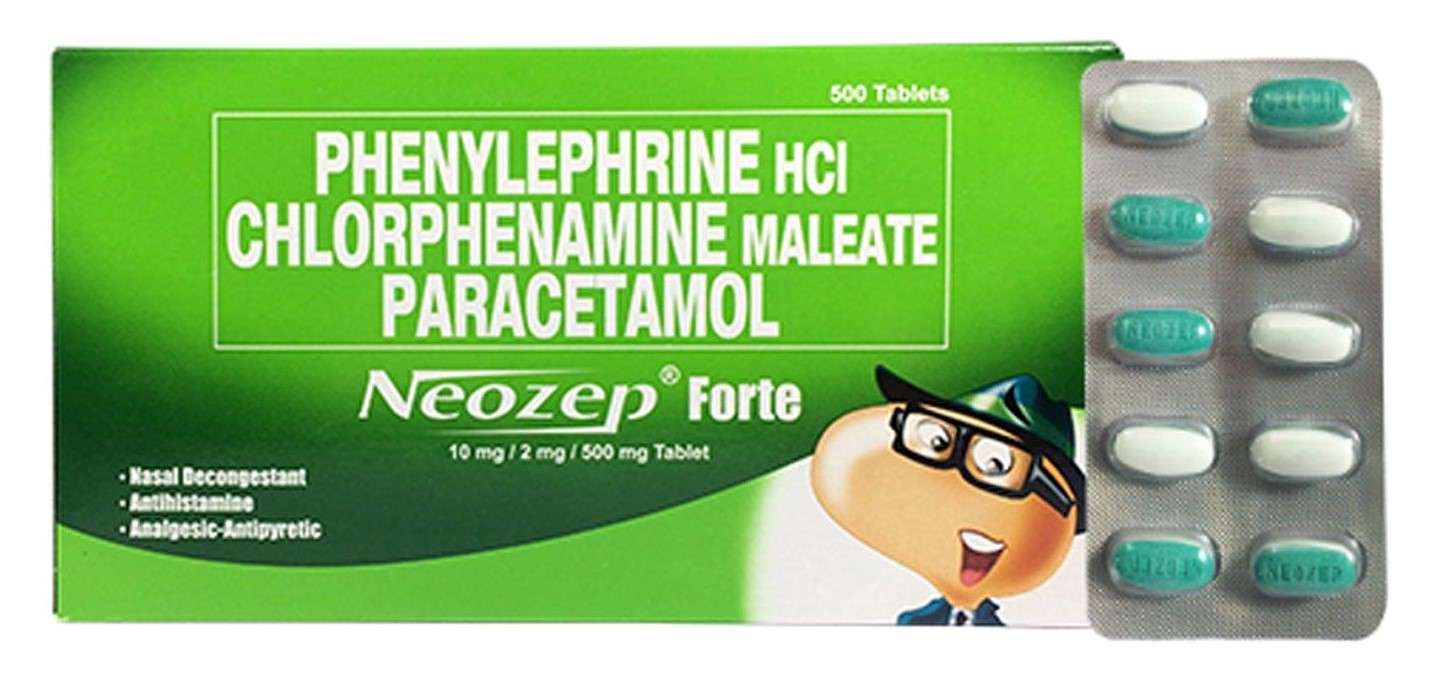 500 Tablets
PHENYLEPHRINE HCl
CHLORPHENAMINE MALEATE
PARACETAMOL
Neozep® Forte
10 mg / 2 mg / 500 mg Tablet
• Nasal Decongestant
• Antihistamine
• Analgesic-Antipyretic
NEOZEP
NEOZEP
NEOZEP
NEOZEP